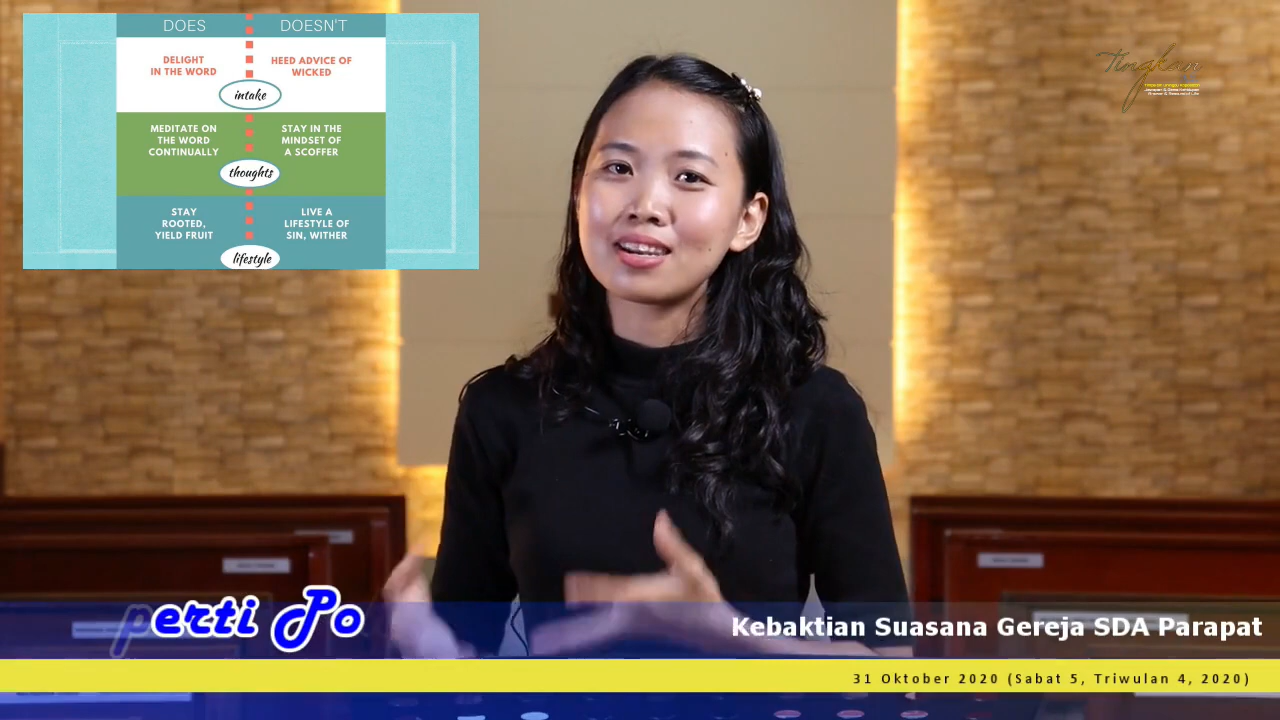 DOES
DOESN'T
DELIGHT
IN THE WORD
HEED ADVICE OF
WICKED
intake
MEDITATE ON
THE WORD
CONTINUALLY
STAY IN THE
MINDSET OF
A SCOFFER
thoughts
STAY
ROOTED,
YIELD FRUIT
LIVE A
LIFESTYLE OF
SIN, WITHER
lifestyle
Tingkan
perti Po
Kebaktian Suasana Gereja SDA Parapat
31 Oktober 2020 (Sabat 5, Triwulan 4, 2020)